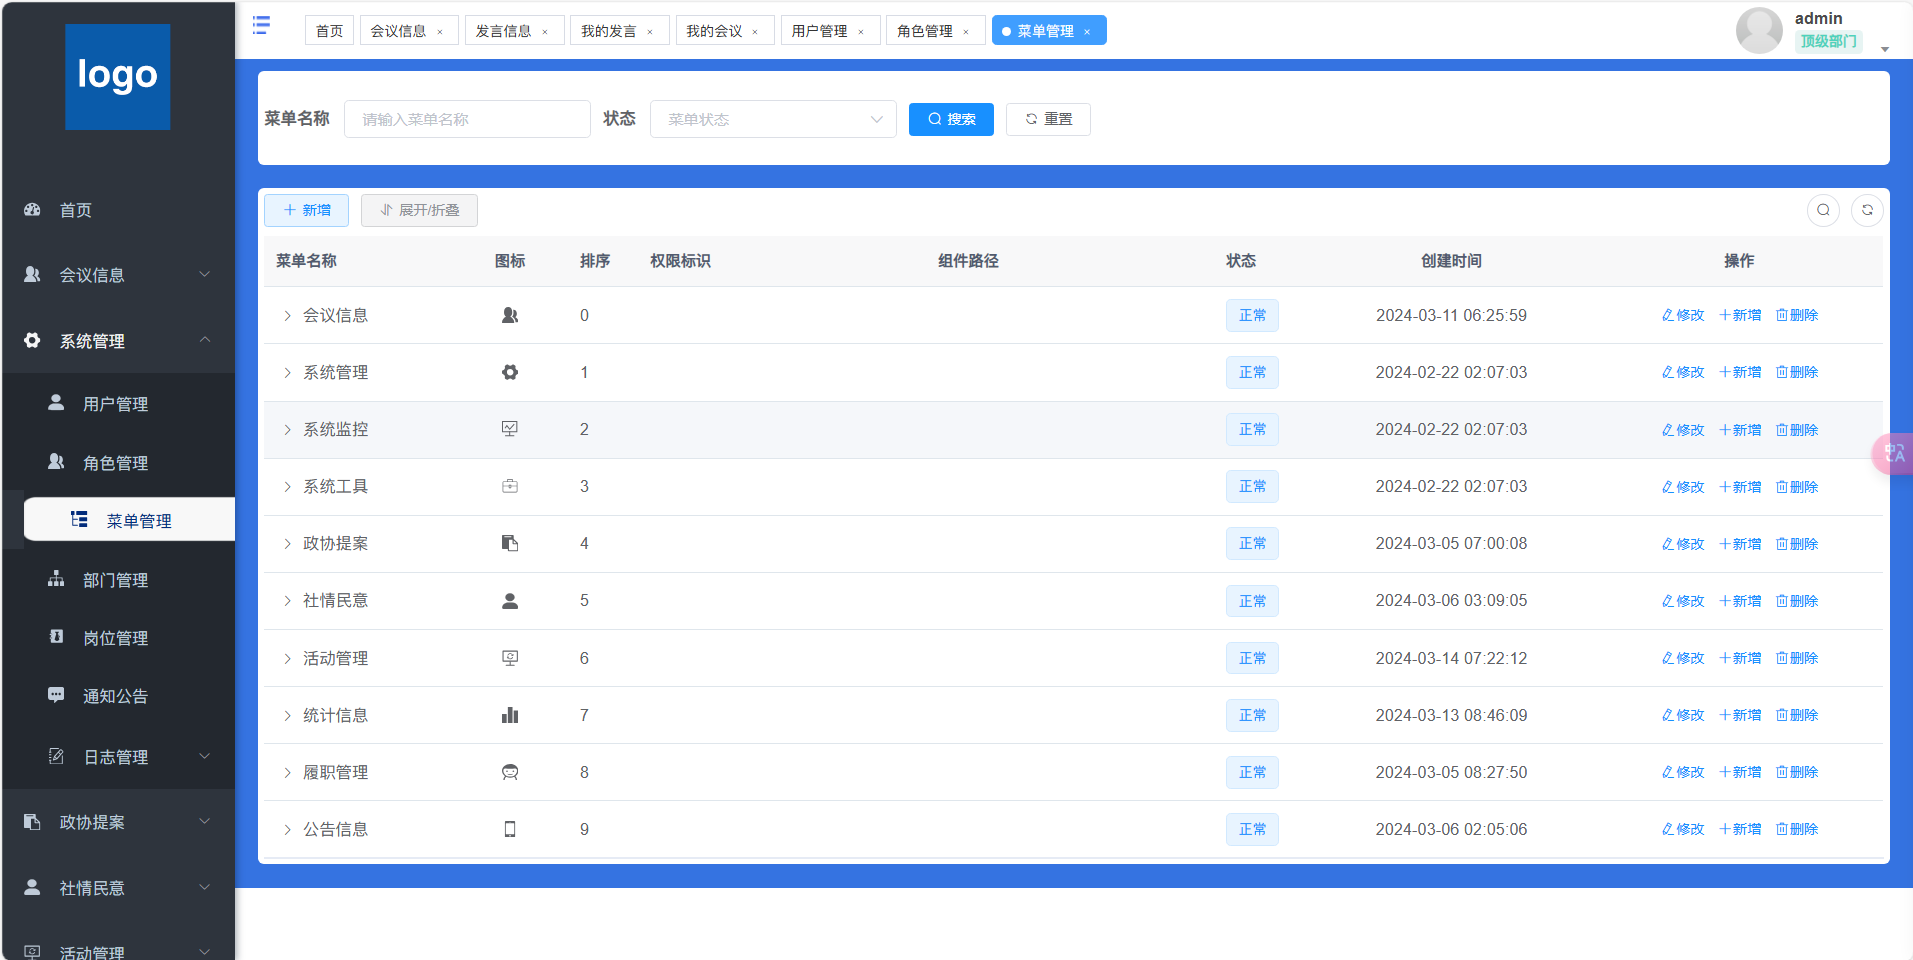 logo
首页
会议信息
系统管理
用户管理
角色管理
菜单管理
部门管理
岗位管理
通知公告
日志管理
政协提案
社情民意
活动管理
首页 会议信息 × 发言信息 × 我的发言 × 我的会议 × 用户管理 × 角色管理 × 菜单管理 ×
admin
顶级部门
菜单名称 请输入菜单名称 状态 菜单状态 搜索 重置
新增 展开/折叠
菜单名称 图标 排序 权限标识 组件路径 状态 创建时间 操作
会议信息 0 正常 2024-03-11 06:25:59 修改 新增 删除
系统管理 1 正常 2024-02-22 02:07:03 修改 新增 删除
系统监控 2 正常 2024-02-22 02:07:03 修改 新增 删除
系统工具 3 正常 2024-02-22 02:07:03 修改 新增 删除
政协提案 4 正常 2024-03-05 07:00:08 修改 新增 删除
社情民意 5 正常 2024-03-06 03:09:05 修改 新增 删除
活动管理 6 正常 2024-03-14 07:22:12 修改 新增 删除
统计信息 7 正常 2024-03-13 08:46:09 修改 新增 删除
履职管理 8 正常 2024-03-05 08:27:50 修改 新增 删除
公告信息 9 正常 2024-03-06 02:05:06 修改 新增 删除